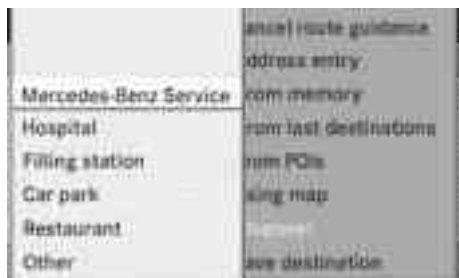 ancel route guidance
ddress entry
Mercedes-Benz Service
rom memory
Hospital
rom last destinations
Filling station
rom POIs
Car park
sing map
Restaurant
Other
ave destination